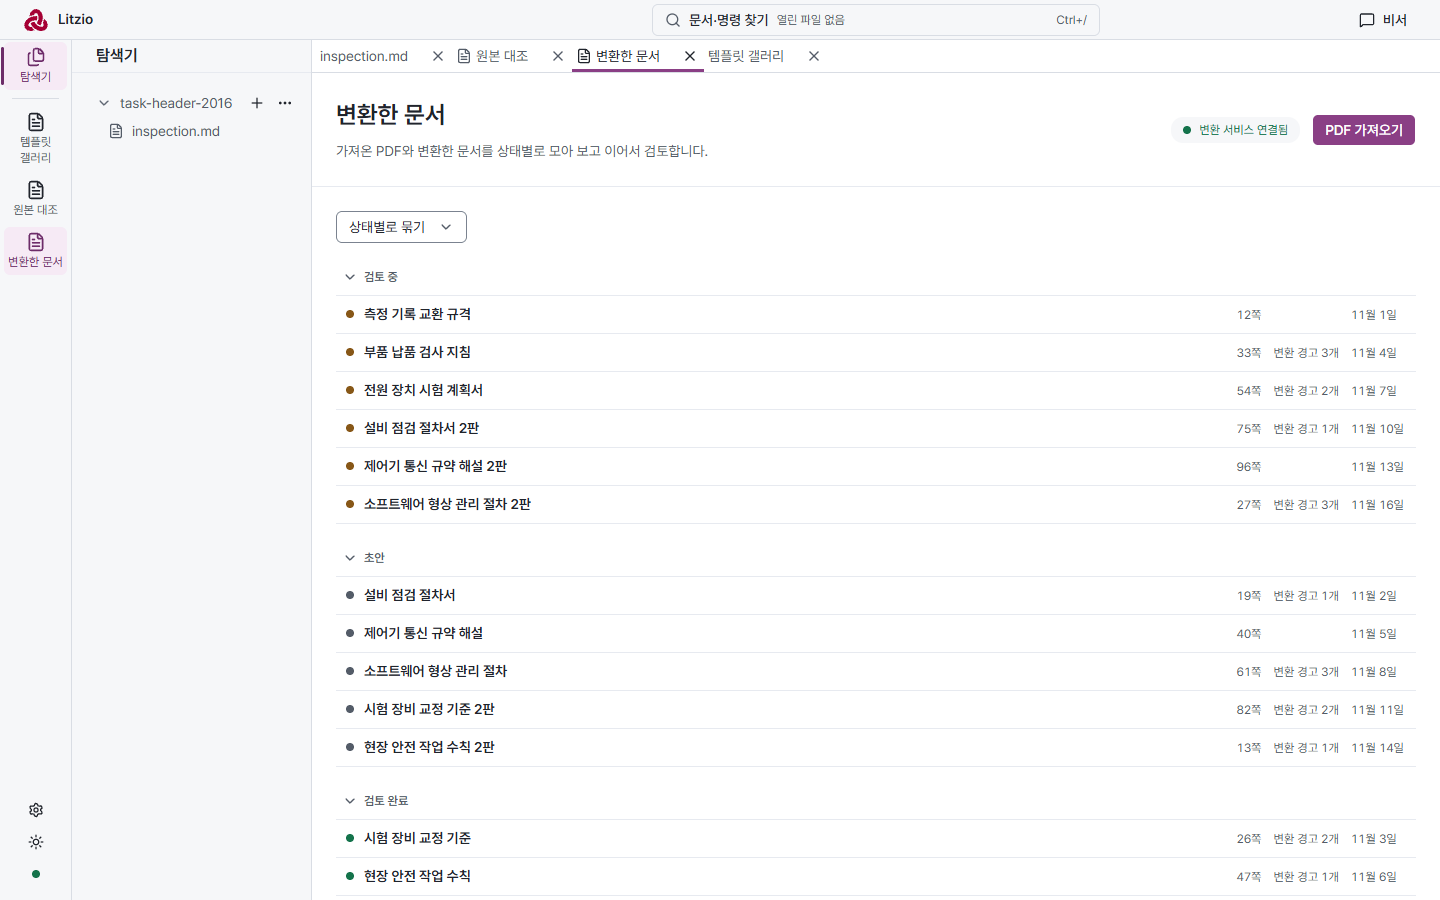 Litzio
문서·명령 찾기 열린 파일 없음 Ctrl+/
비서
탐색기
템플릿
갤러리
원본 대조
변환한 문서
탐색기
task-header-2016
inspection.md
inspection.md 원본 대조 변환한 문서 템플릿 갤러리
변환한 문서
가져온 PDF와 변환한 문서를 상태별로 모아 보고 이어서 검토합니다.
변환 서비스 연결됨
PDF 가져오기
상태별로 묶기
검토 중
측정 기록 교환 규격 12쪽 11월 1일
부품 납품 검사 지침 33쪽 변환 경고 3개 11월 4일
전원 장치 시험 계획서 54쪽 변환 경고 2개 11월 7일
설비 점검 절차서 2판 75쪽 변환 경고 1개 11월 10일
제어기 통신 규약 해설 2판 96쪽 11월 13일
소프트웨어 형상 관리 절차 2판 27쪽 변환 경고 3개 11월 16일
초안
설비 점검 절차서 19쪽 변환 경고 1개 11월 2일
제어기 통신 규약 해설 40쪽 11월 5일
소프트웨어 형상 관리 절차 61쪽 변환 경고 3개 11월 8일
시험 장비 교정 기준 2판 82쪽 변환 경고 2개 11월 11일
현장 안전 작업 수칙 2판 13쪽 변환 경고 1개 11월 14일
검토 완료
시험 장비 교정 기준 26쪽 변환 경고 2개 11월 3일
현장 안전 작업 수칙 47쪽 변환 경고 1개 11월 6일